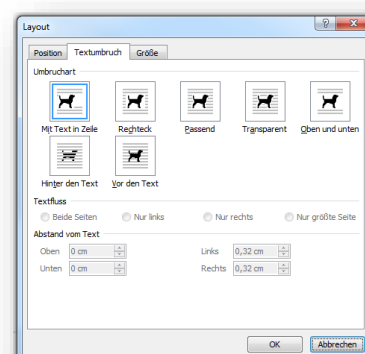 Layout
Position Textumbruch Größe
Umbruchart
Mit Text in Zeile Rechteck Passend Transparent Oben und unten
Hinter den Text Vor den Text
Textfluss
Beide Seiten Nur links Nur rechts Nur größte Seite
Abstand vom Text
Oben 0 cm Links 0,32 cm
Unten 0 cm Rechts 0,32 cm
OK Abbrechen